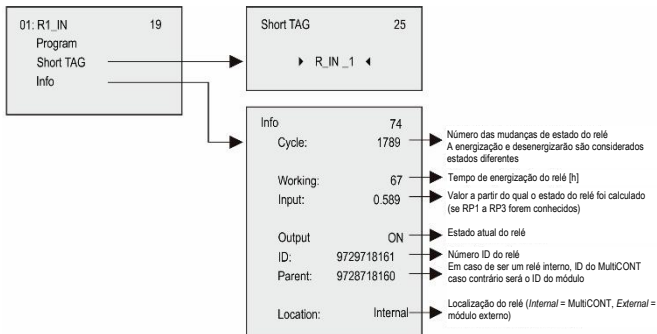 01: R1_IN 19
Program
Short TAG
Info
Short TAG 25
R_IN _1
Info 74
Cycle: 1789
Número das mudanças de estado do relé
A energização e desenergizarão são considerados
estados diferentes
Working: 67
Tempo de energização do relé [h]
Input: 0.589
Valor a partir do qual o estado do relé foi calculado
(se RP1 a RP3 forem conhecidos)
Output ON
Estado atual do relé
ID: 9729718161
Número ID do relé
Parent: 9728718160
Em caso de ser um relé interno, ID do MultiCONT
caso contrário será o ID do módulo
Location: Internal
Localização do relé (Internal = MultiCONT, External =
módulo externo)